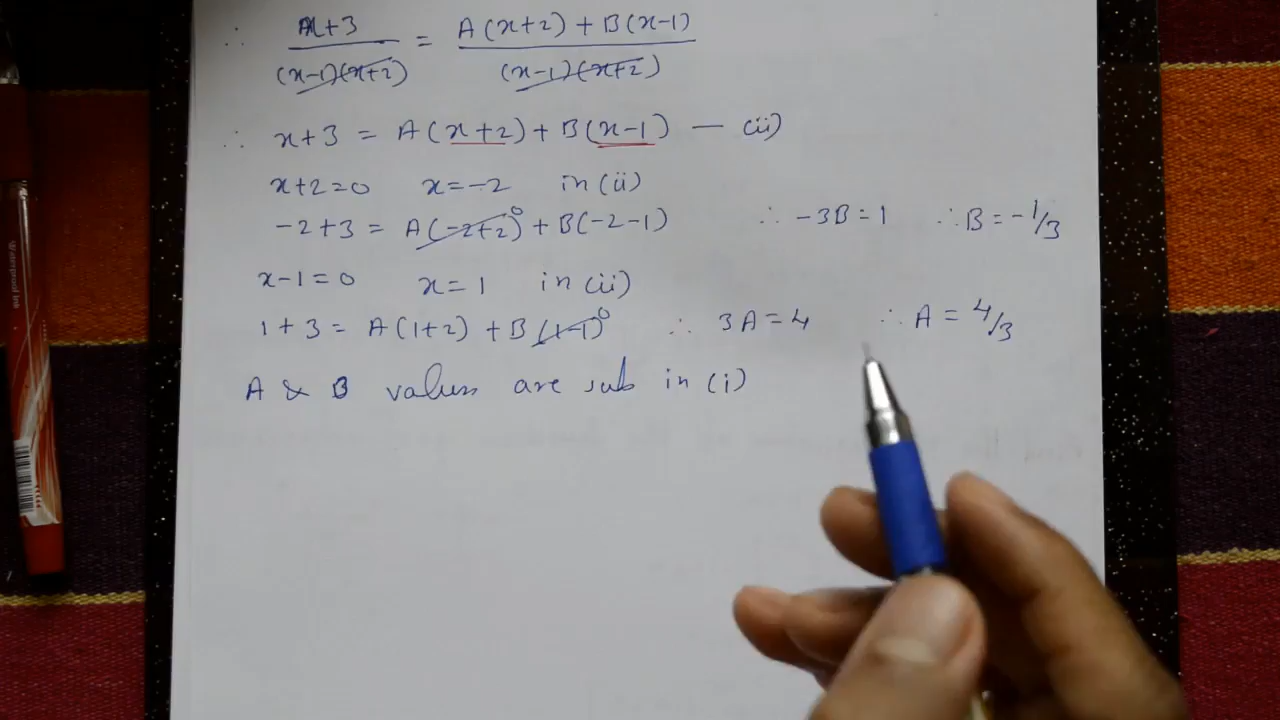 ∴ x+3 / (x-1)(x+2) = A(x+2) + B(x-1) / (x-1)(x+2)
∴ x+3 = A(x+2) + B(x-1) — (ii)
x+2=0 x=-2 in (ii)
-2+3 = A(-2+2)⁰ + B(-2-1) ∴ -3B=1 ∴ B = -1/3
x-1=0 x=1 in (ii)
1+3 = A(1+2) + B(1-1)⁰ ∴ 3A=4 ∴ A = 4/3
A & B values are sub in (i)